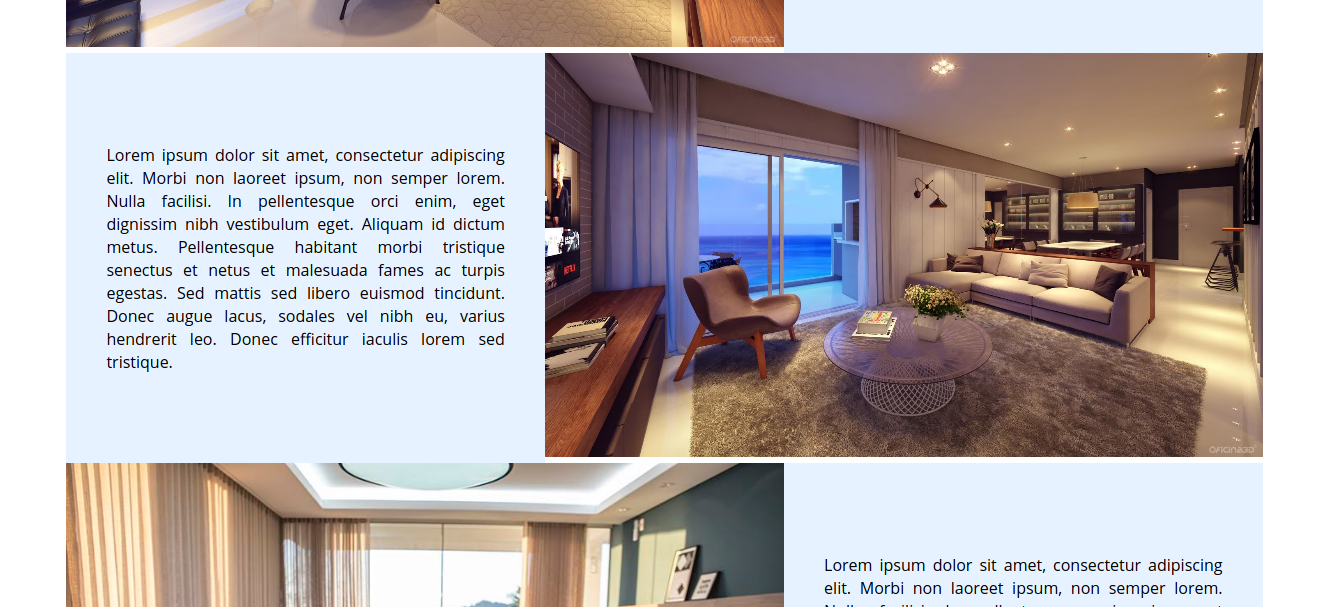 OFICINA3D
Lorem ipsum dolor sit amet, consectetur adipiscing
elit. Morbi non laoreet ipsum, non semper lorem.
Nulla facilisi. In pellentesque orci enim, eget
dignissim nibh vestibulum eget. Aliquam id dictum
metus. Pellentesque habitant morbi tristique
senectus et netus et malesuada fames ac turpis
egestas. Sed mattis sed libero euismod tincidunt.
Donec augue lacus, sodales vel nibh eu, varius
hendrerit leo. Donec efficitur iaculis lorem sed
tristique.
NETFLIX
OFICINA3D
Lorem ipsum dolor sit amet, consectetur adipiscing
elit. Morbi non laoreet ipsum, non semper lorem.